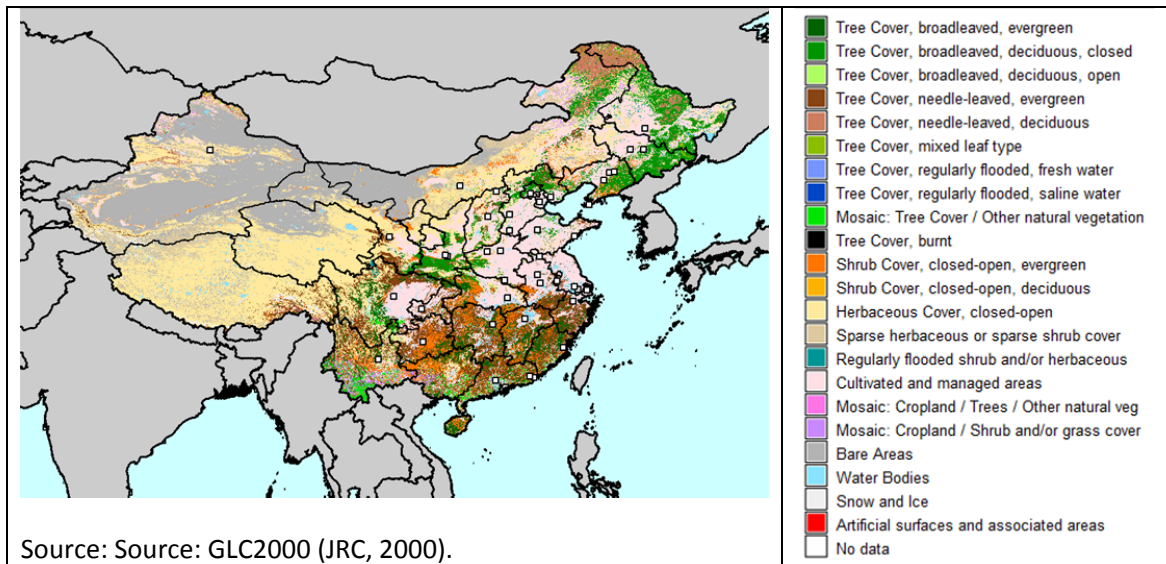 Tree Cover, broadleaved, evergreen
Tree Cover, broadleaved, deciduous, closed
Tree Cover, broadleaved, deciduous, open
Tree Cover, needle-leaved, evergreen
Tree Cover, needle-leaved, deciduous
Tree Cover, mixed leaf type
Tree Cover, regularly flooded, fresh water
Tree Cover, regularly flooded, saline water
Mosaic: Tree Cover / Other natural vegetation
Tree Cover, burnt
Shrub Cover, closed-open, evergreen
Shrub Cover, closed-open, deciduous
Herbaceous Cover, closed-open
Sparse herbaceous or sparse shrub cover
Regularly flooded shrub and/or herbaceous
Cultivated and managed areas
Mosaic: Cropland / Trees / Other natural veg
Mosaic: Cropland / Shrub and/or grass cover
Bare Areas
Water Bodies
Snow and Ice
Artificial surfaces and associated areas
No data
Source: Source: GLC2000 (JRC, 2000).